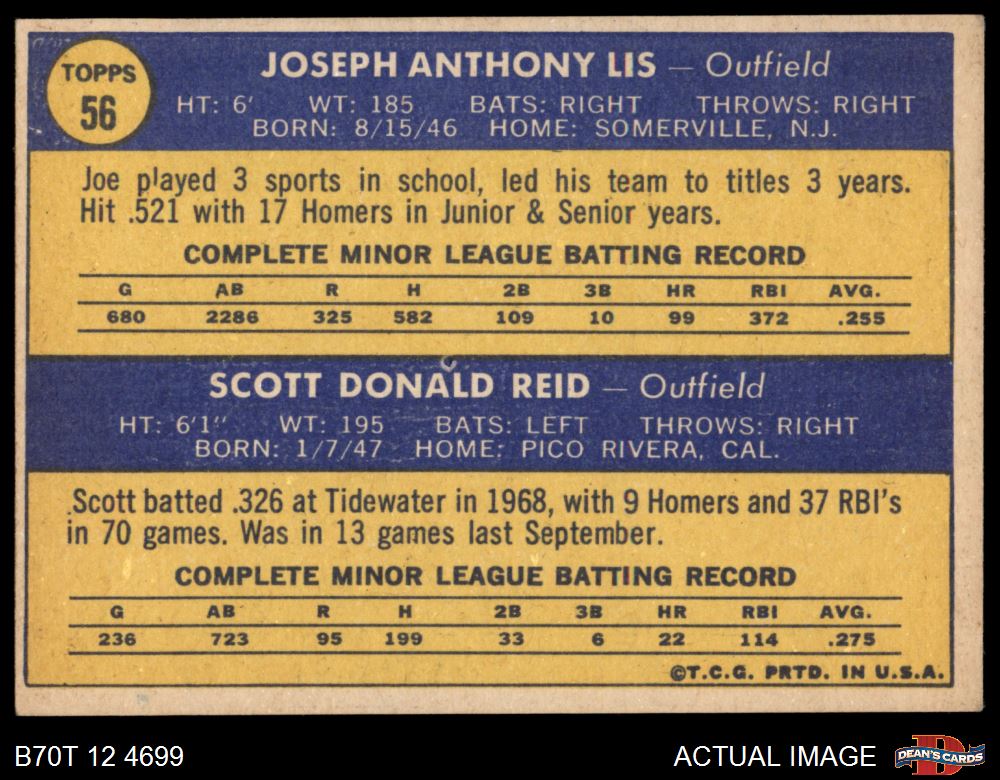 TOPPS
56
JOSEPH ANTHONY LIS — Outfield
HT: 6' WT: 185 BATS: RIGHT THROWS: RIGHT
BORN: 8/15/46 HOME: SOMERVILLE, N.J.
Joe played 3 sports in school, led his team to titles 3 years.
Hit .521 with 17 Homers in Junior & Senior years.
COMPLETE MINOR LEAGUE BATTING RECORD
G AB R H 2B 3B HR RBI AVG.
680 2286 325 582 109 10 99 372 .255
SCOTT DONALD REID — Outfield
HT: 6'1" WT: 195 BATS: LEFT THROWS: RIGHT
BORN: 1/7/47 HOME: PICO RIVERA, CAL.
Scott batted .326 at Tidewater in 1968, with 9 Homers and 37 RBI's
in 70 games. Was in 13 games last September.
COMPLETE MINOR LEAGUE BATTING RECORD
G AB R H 2B 3B HR RBI AVG.
236 723 95 199 33 6 22 114 .275
©T.C.G. PRTD. IN U.S.A.
B70T 12 4699 ACTUAL IMAGE DEAN'S CARDS